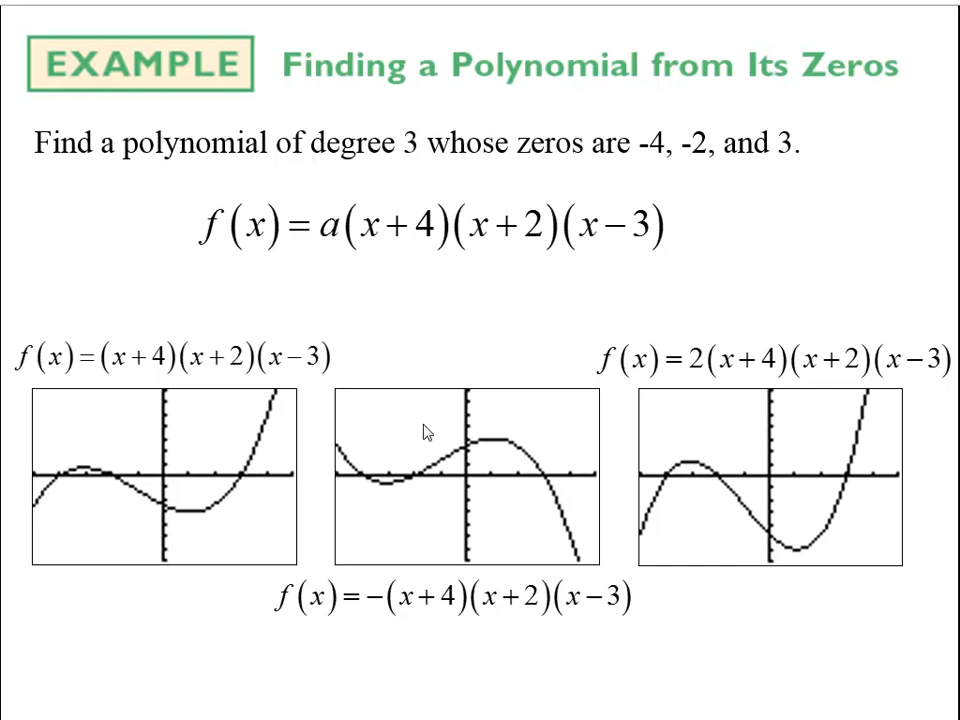 EXAMPLE Finding a Polynomial from Its Zeros
Find a polynomial of degree 3 whose zeros are -4, -2, and 3.
f(x) = a(x+4)(x+2)(x−3)
f(x) = (x+4)(x+2)(x−3)
f(x) = 2(x+4)(x+2)(x−3)
f(x) = −(x+4)(x+2)(x−3)